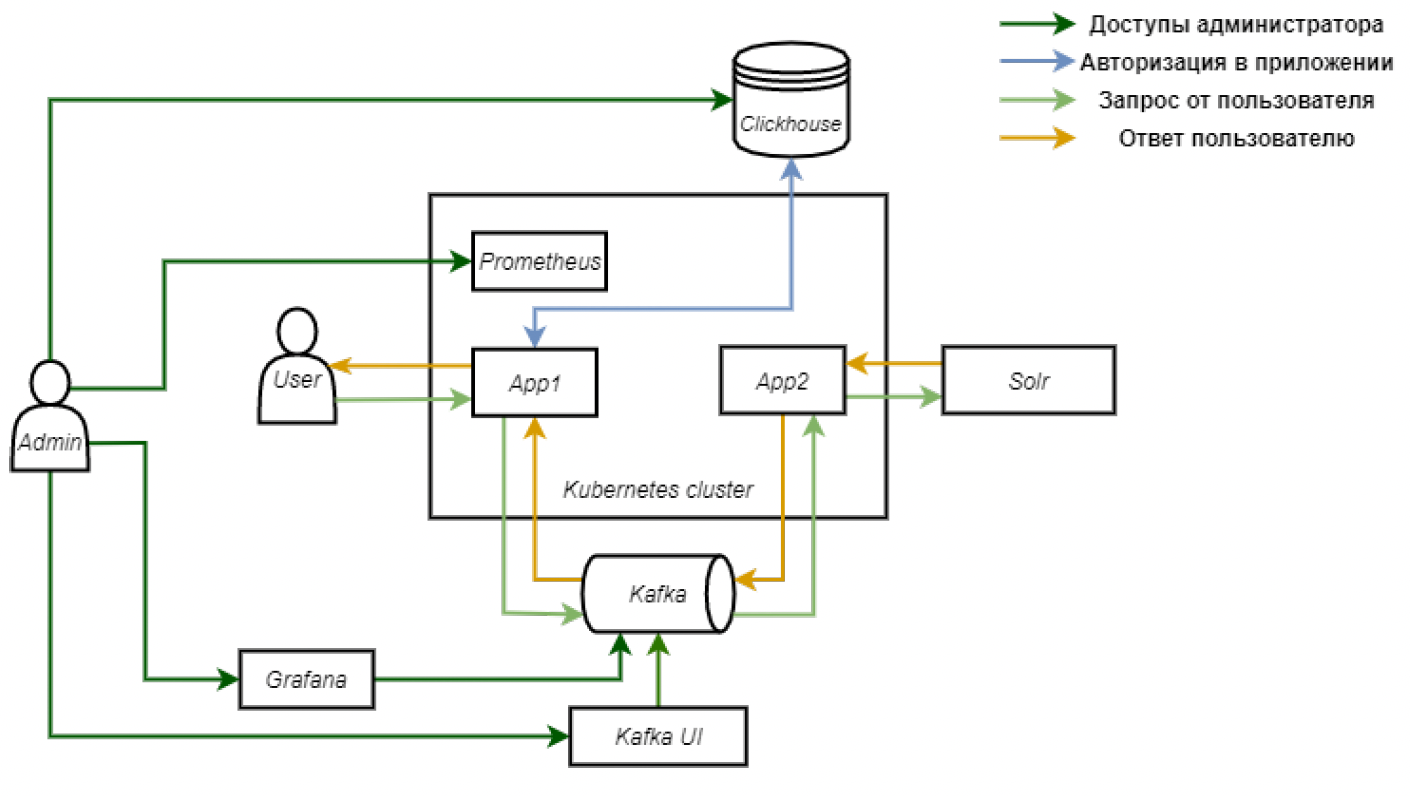 Доступы администратора
Авторизация в приложении
Запрос от пользователя
Ответ пользователю
Clickhouse
Prometheus
User
App1
App2
Solr
Admin
Kubernetes cluster
Kafka
Grafana
Kafka UI